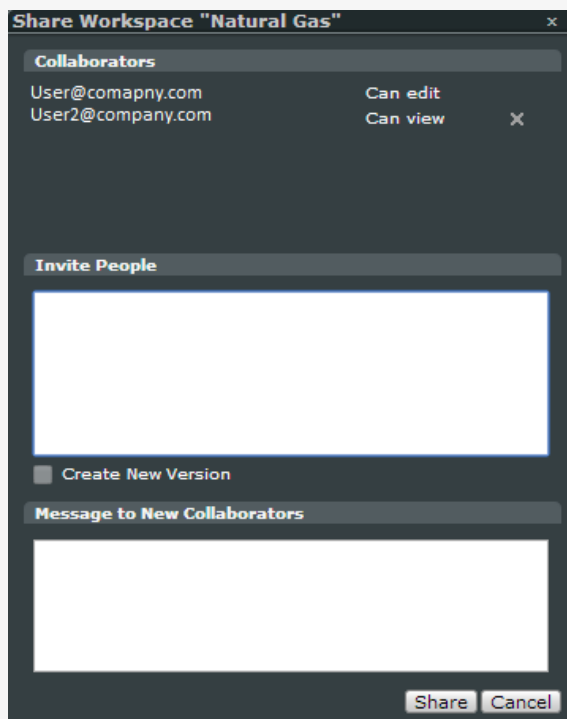 Share Workspace "Natural Gas" x
Collaborators
User@comapny.com Can edit
User2@company.com Can view ×
Invite People
Create New Version
Message to New Collaborators
Share Cancel